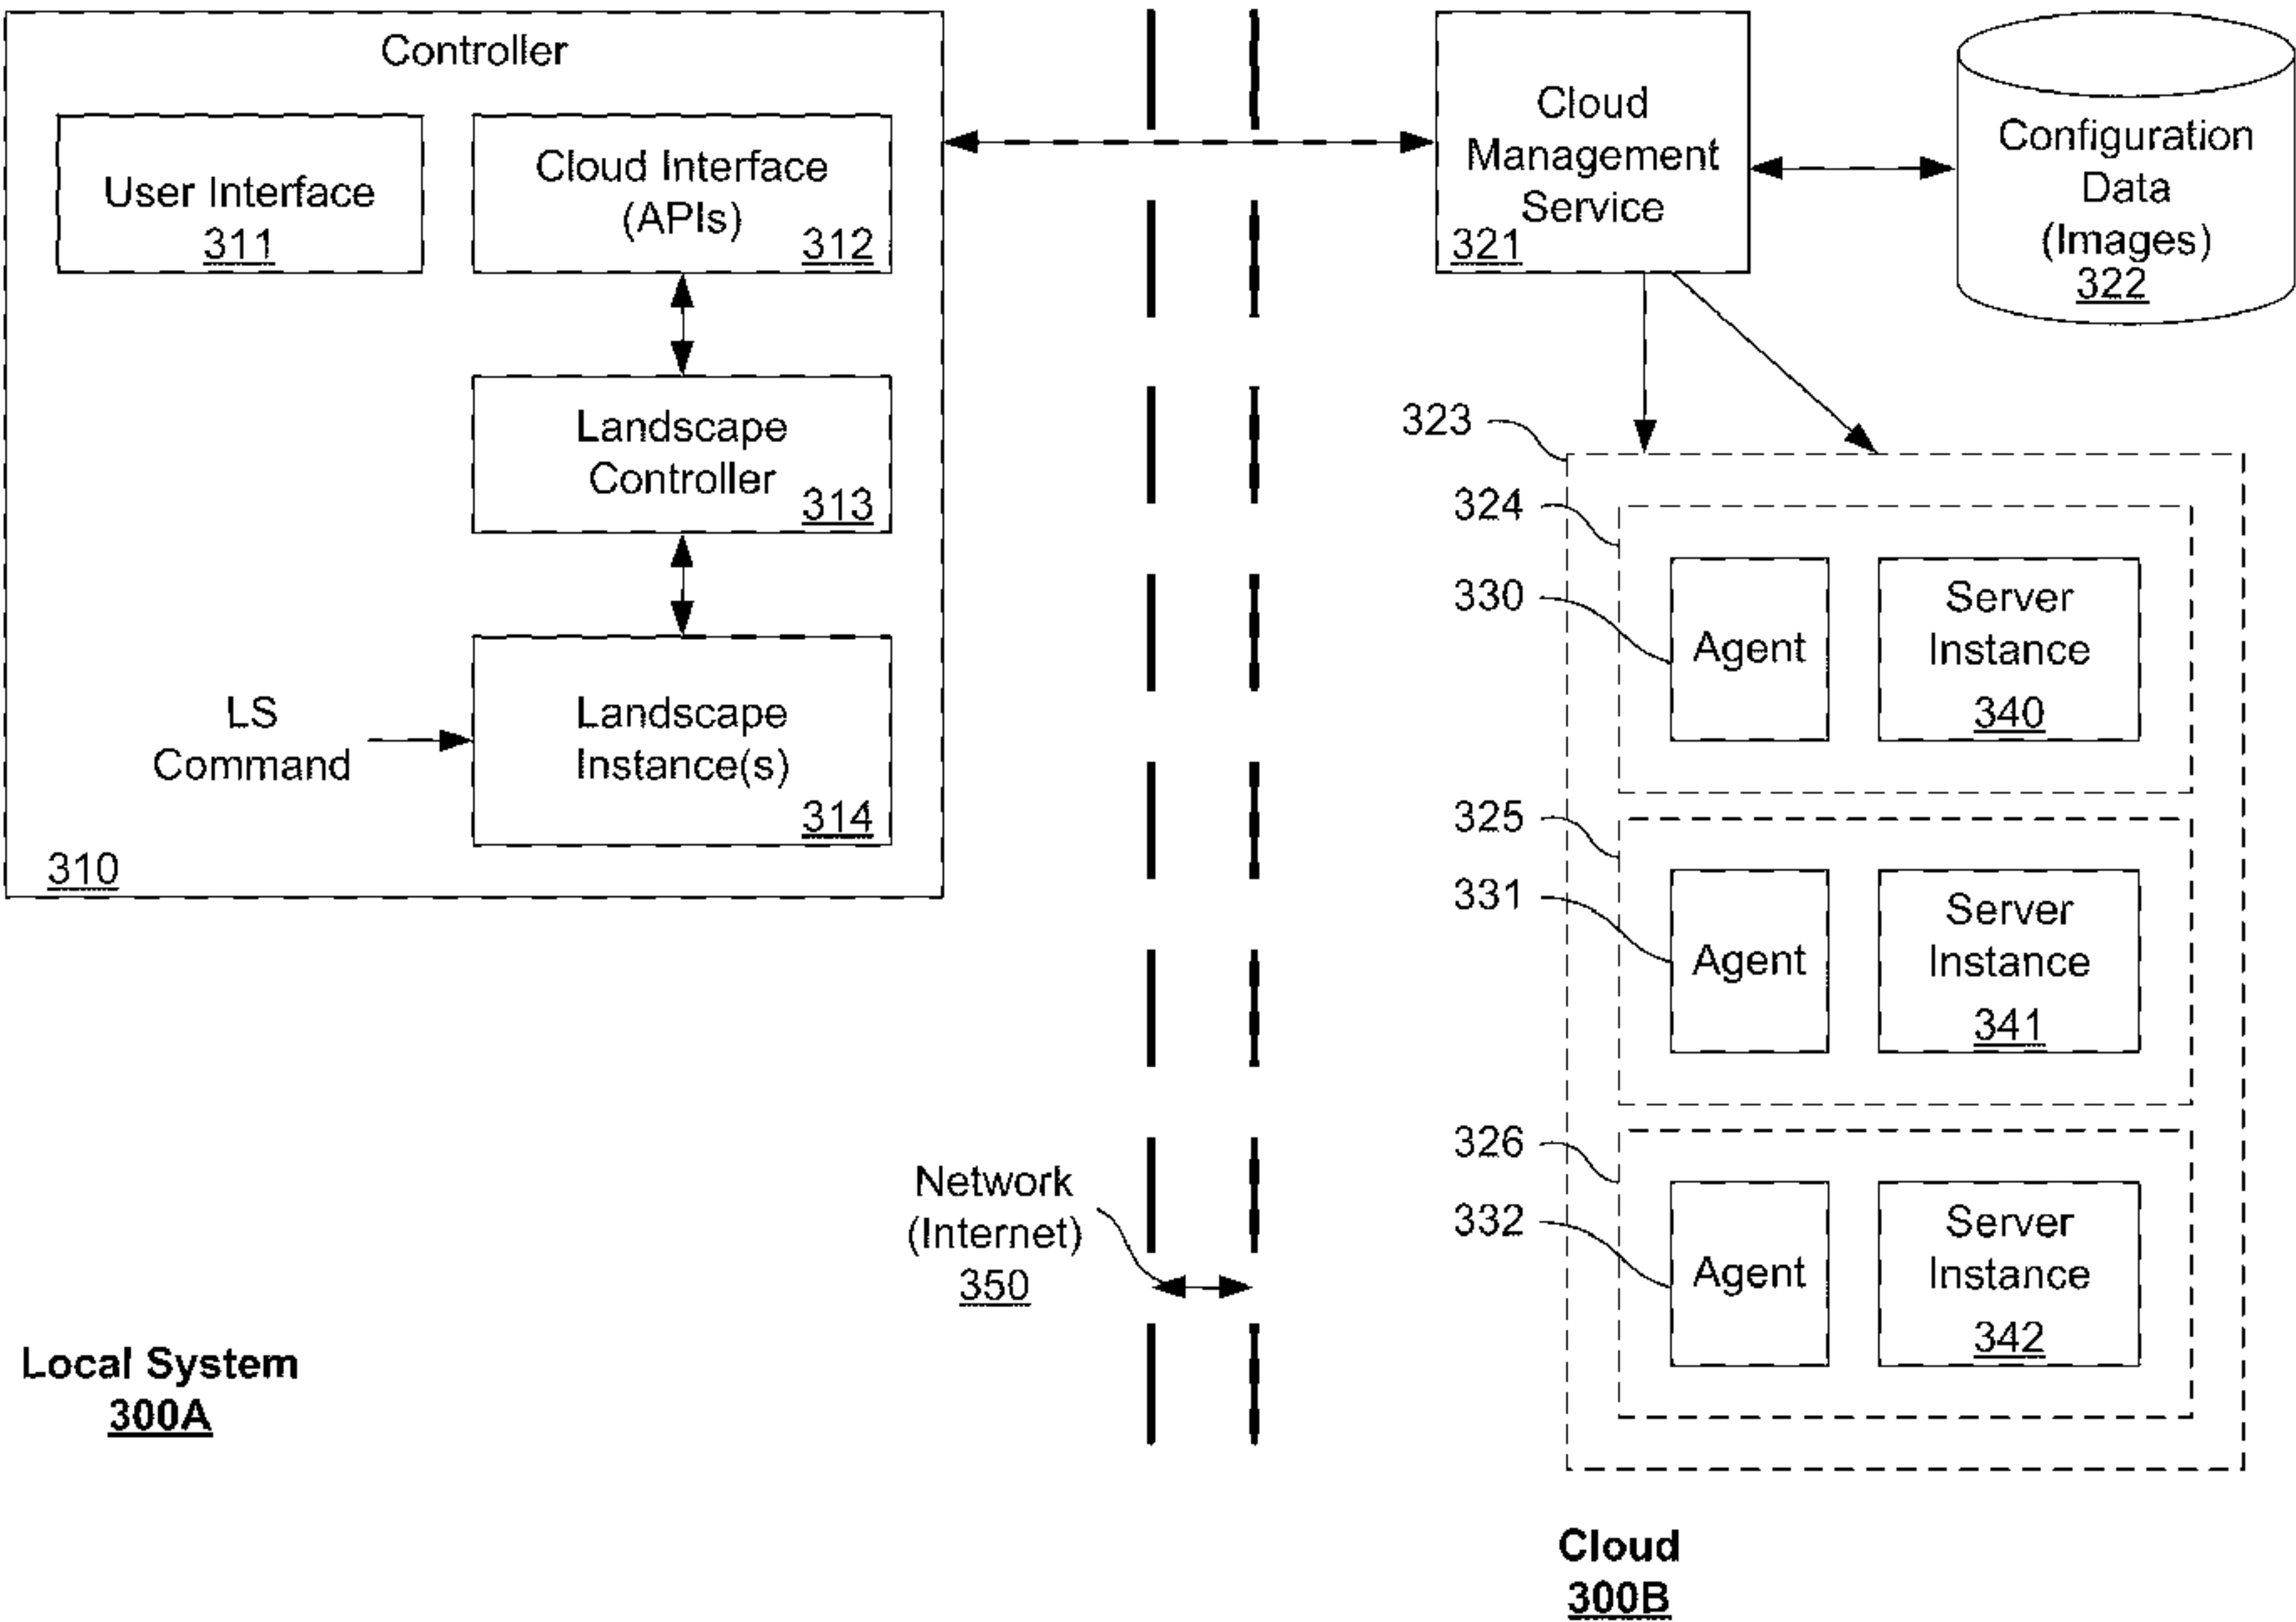 Controller
User Interface
311
Cloud Interface
(APIs)
312
Landscape
Controller
313
LS
Command
Landscape
Instance(s)
314
310
Network
(Internet)
350
Local System
300A
Cloud
Management
Service
321
Configuration
Data
(Images)
322
323
324
330
Agent
Server
Instance
340
325
331
Agent
Server
Instance
341
326
332
Agent
Server
Instance
342
Cloud
300B